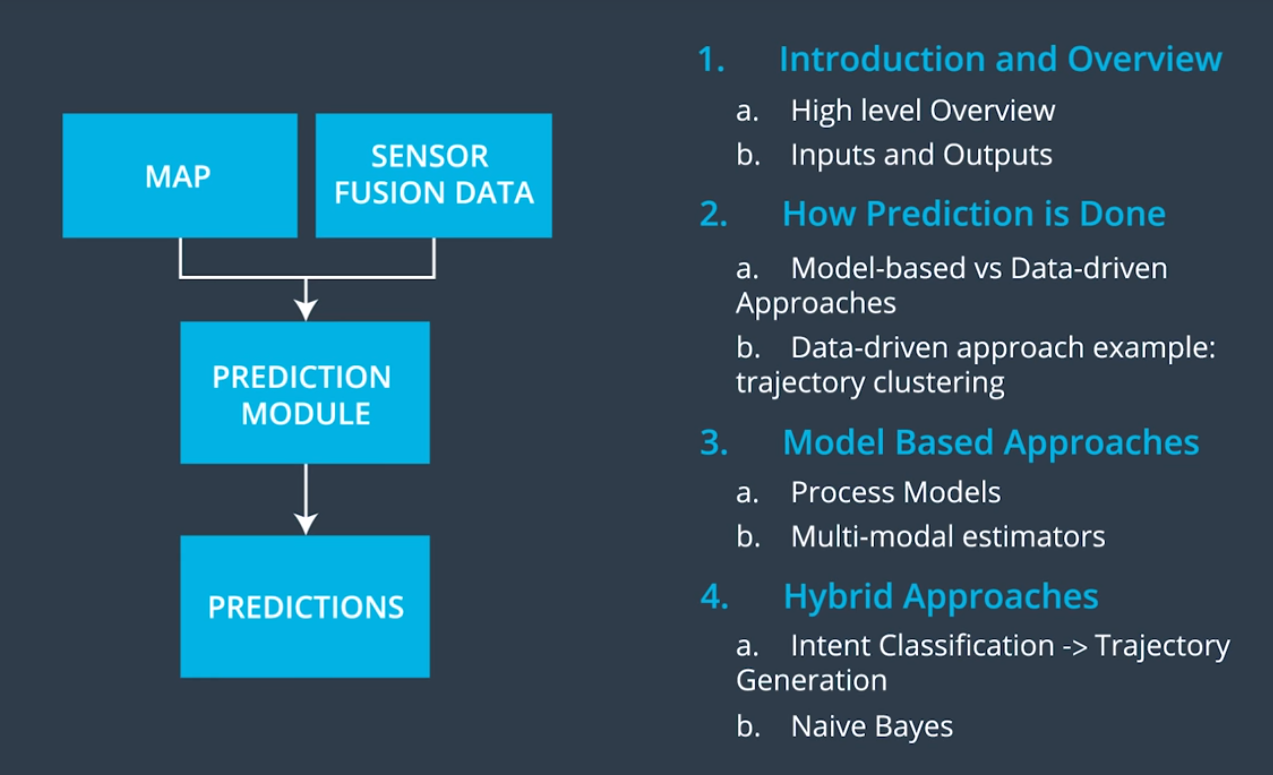 MAP
SENSOR
FUSION DATA
PREDICTION
MODULE
PREDICTIONS
1. Introduction and Overview
a. High level Overview
b. Inputs and Outputs
2. How Prediction is Done
a. Model-based vs Data-driven
Approaches
b. Data-driven approach example:
trajectory clustering
3. Model Based Approaches
a. Process Models
b. Multi-modal estimators
4. Hybrid Approaches
a. Intent Classification -> Trajectory
Generation
b. Naive Bayes